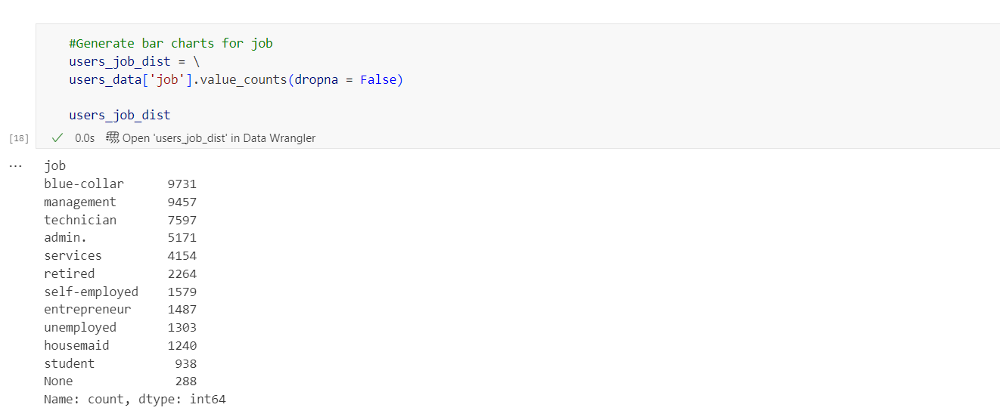 #Generate bar charts for job
users_job_dist = \
users_data['job'].value_counts(dropna = False)
users_job_dist
[18]
0.0s
Open 'users_job_dist' in Data Wrangler
...
job
blue-collar 9731
management 9457
technician 7597
admin. 5171
services 4154
retired 2264
self-employed 1579
entrepreneur 1487
unemployed 1303
housemaid 1240
student 938
None 288
Name: count, dtype: int64